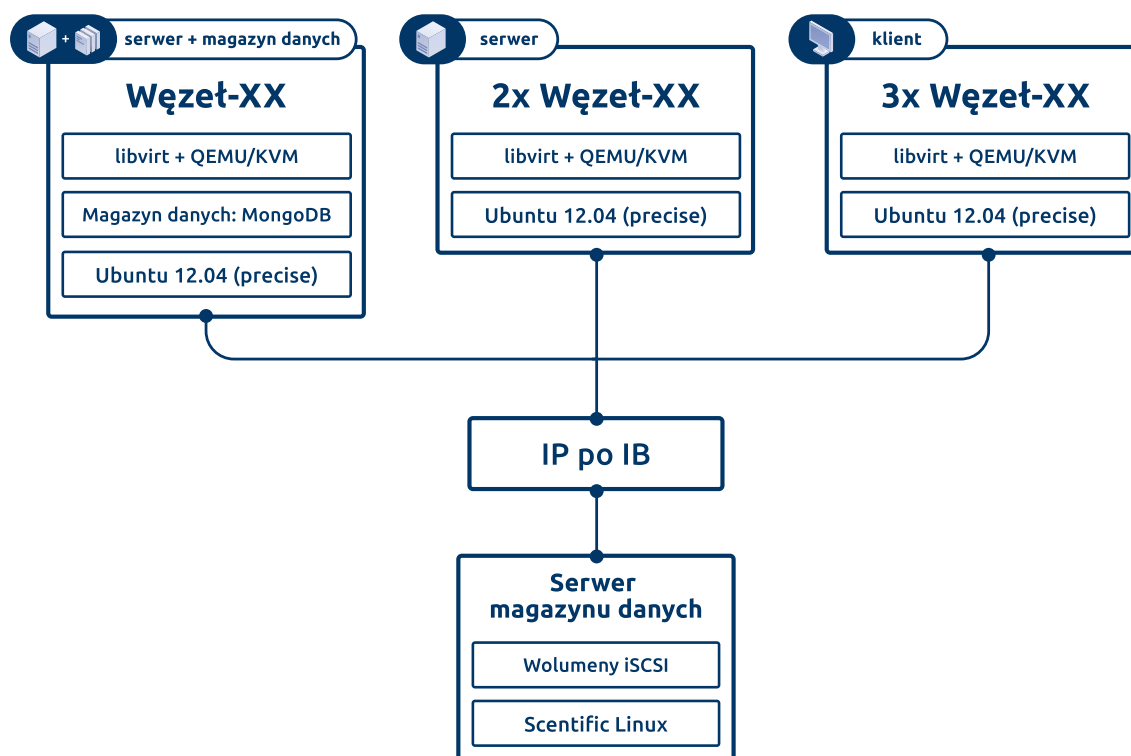 +
serwer + magazyn danych
Węzeł-XX
libvirt + QEMU/KVM
Magazyn danych: MongoDB
Ubuntu 12.04 (precise)
serwer
2x Węzeł-XX
libvirt + QEMU/KVM
Ubuntu 12.04 (precise)
klient
3x Węzeł-XX
libvirt + QEMU/KVM
Ubuntu 12.04 (precise)
IP po IB
Serwer
magazynu danych
Wolumeny iSCSI
Scentific Linux